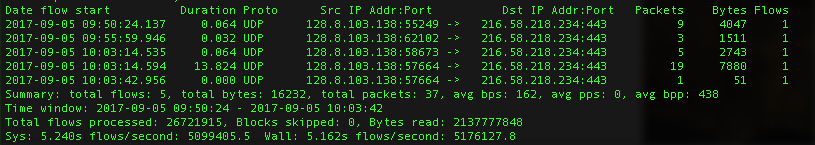 Date flow start Duration Proto Src IP Addr:Port Dst IP Addr:Port Packets Bytes Flows
2017-09-05 09:50:24.137 0.064 UDP 128.8.103.138:55249 -> 216.58.218.234:443 9 4047 1
2017-09-05 09:55:59.946 0.032 UDP 128.8.103.138:62102 -> 216.58.218.234:443 3 1511 1
2017-09-05 10:03:14.535 0.064 UDP 128.8.103.138:58673 -> 216.58.218.234:443 5 2743 1
2017-09-05 10:03:14.594 13.824 UDP 128.8.103.138:57664 -> 216.58.218.234:443 19 7880 1
2017-09-05 10:03:42.956 0.000 UDP 128.8.103.138:57664 -> 216.58.218.234:443 1 51 1
Summary: total flows: 5, total bytes: 16232, total packets: 37, avg bps: 162, avg pps: 0, avg bpp: 438
Time window: 2017-09-05 09:50:24 - 2017-09-05 10:03:42
Total flows processed: 26721915, Blocks skipped: 0, Bytes read: 2137777848
Sys: 5.240s flows/second: 5099405.5 Wall: 5.162s flows/second: 5176127.8